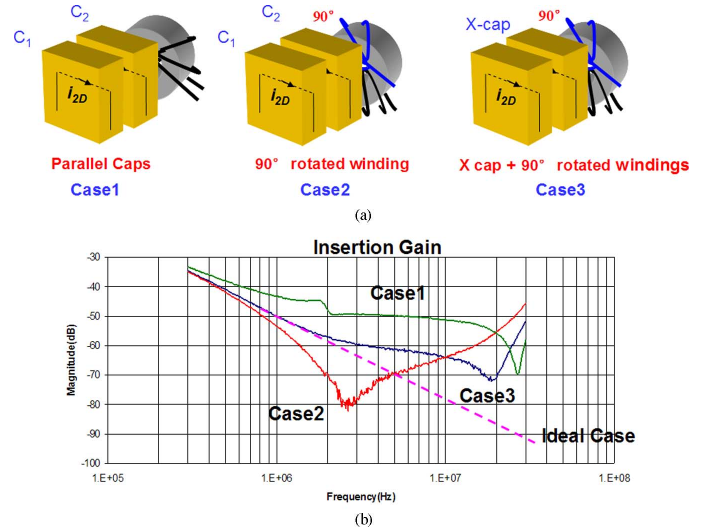 C1
C2
i2D
Parallel Caps
Case1
C1
C2
90°
i2D
90° rotated winding
Case2
X-cap
90°
i2D
X cap + 90° rotated windings
Case3
(a)
Insertion Gain
Magnitude(dB)
-30
-40
-50
-60
-70
-80
-90
-100
Case1
Case2
Case3
Ideal Case
1.E+05
1.E+06
1.E+07
1.E+08
Frequency(Hz)
(b)